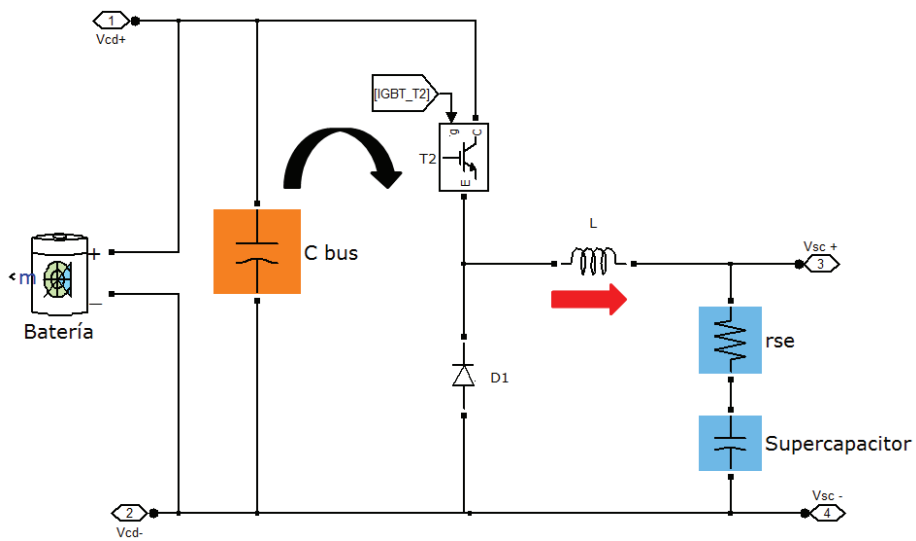 1
Vcd+
[IGBT_T2]
g
C
T2
E
L
Vsc +
3
C bus
+
<m
_
Batería
rse
D1
Supercapacitor
2
Vcd-
Vsc -
4